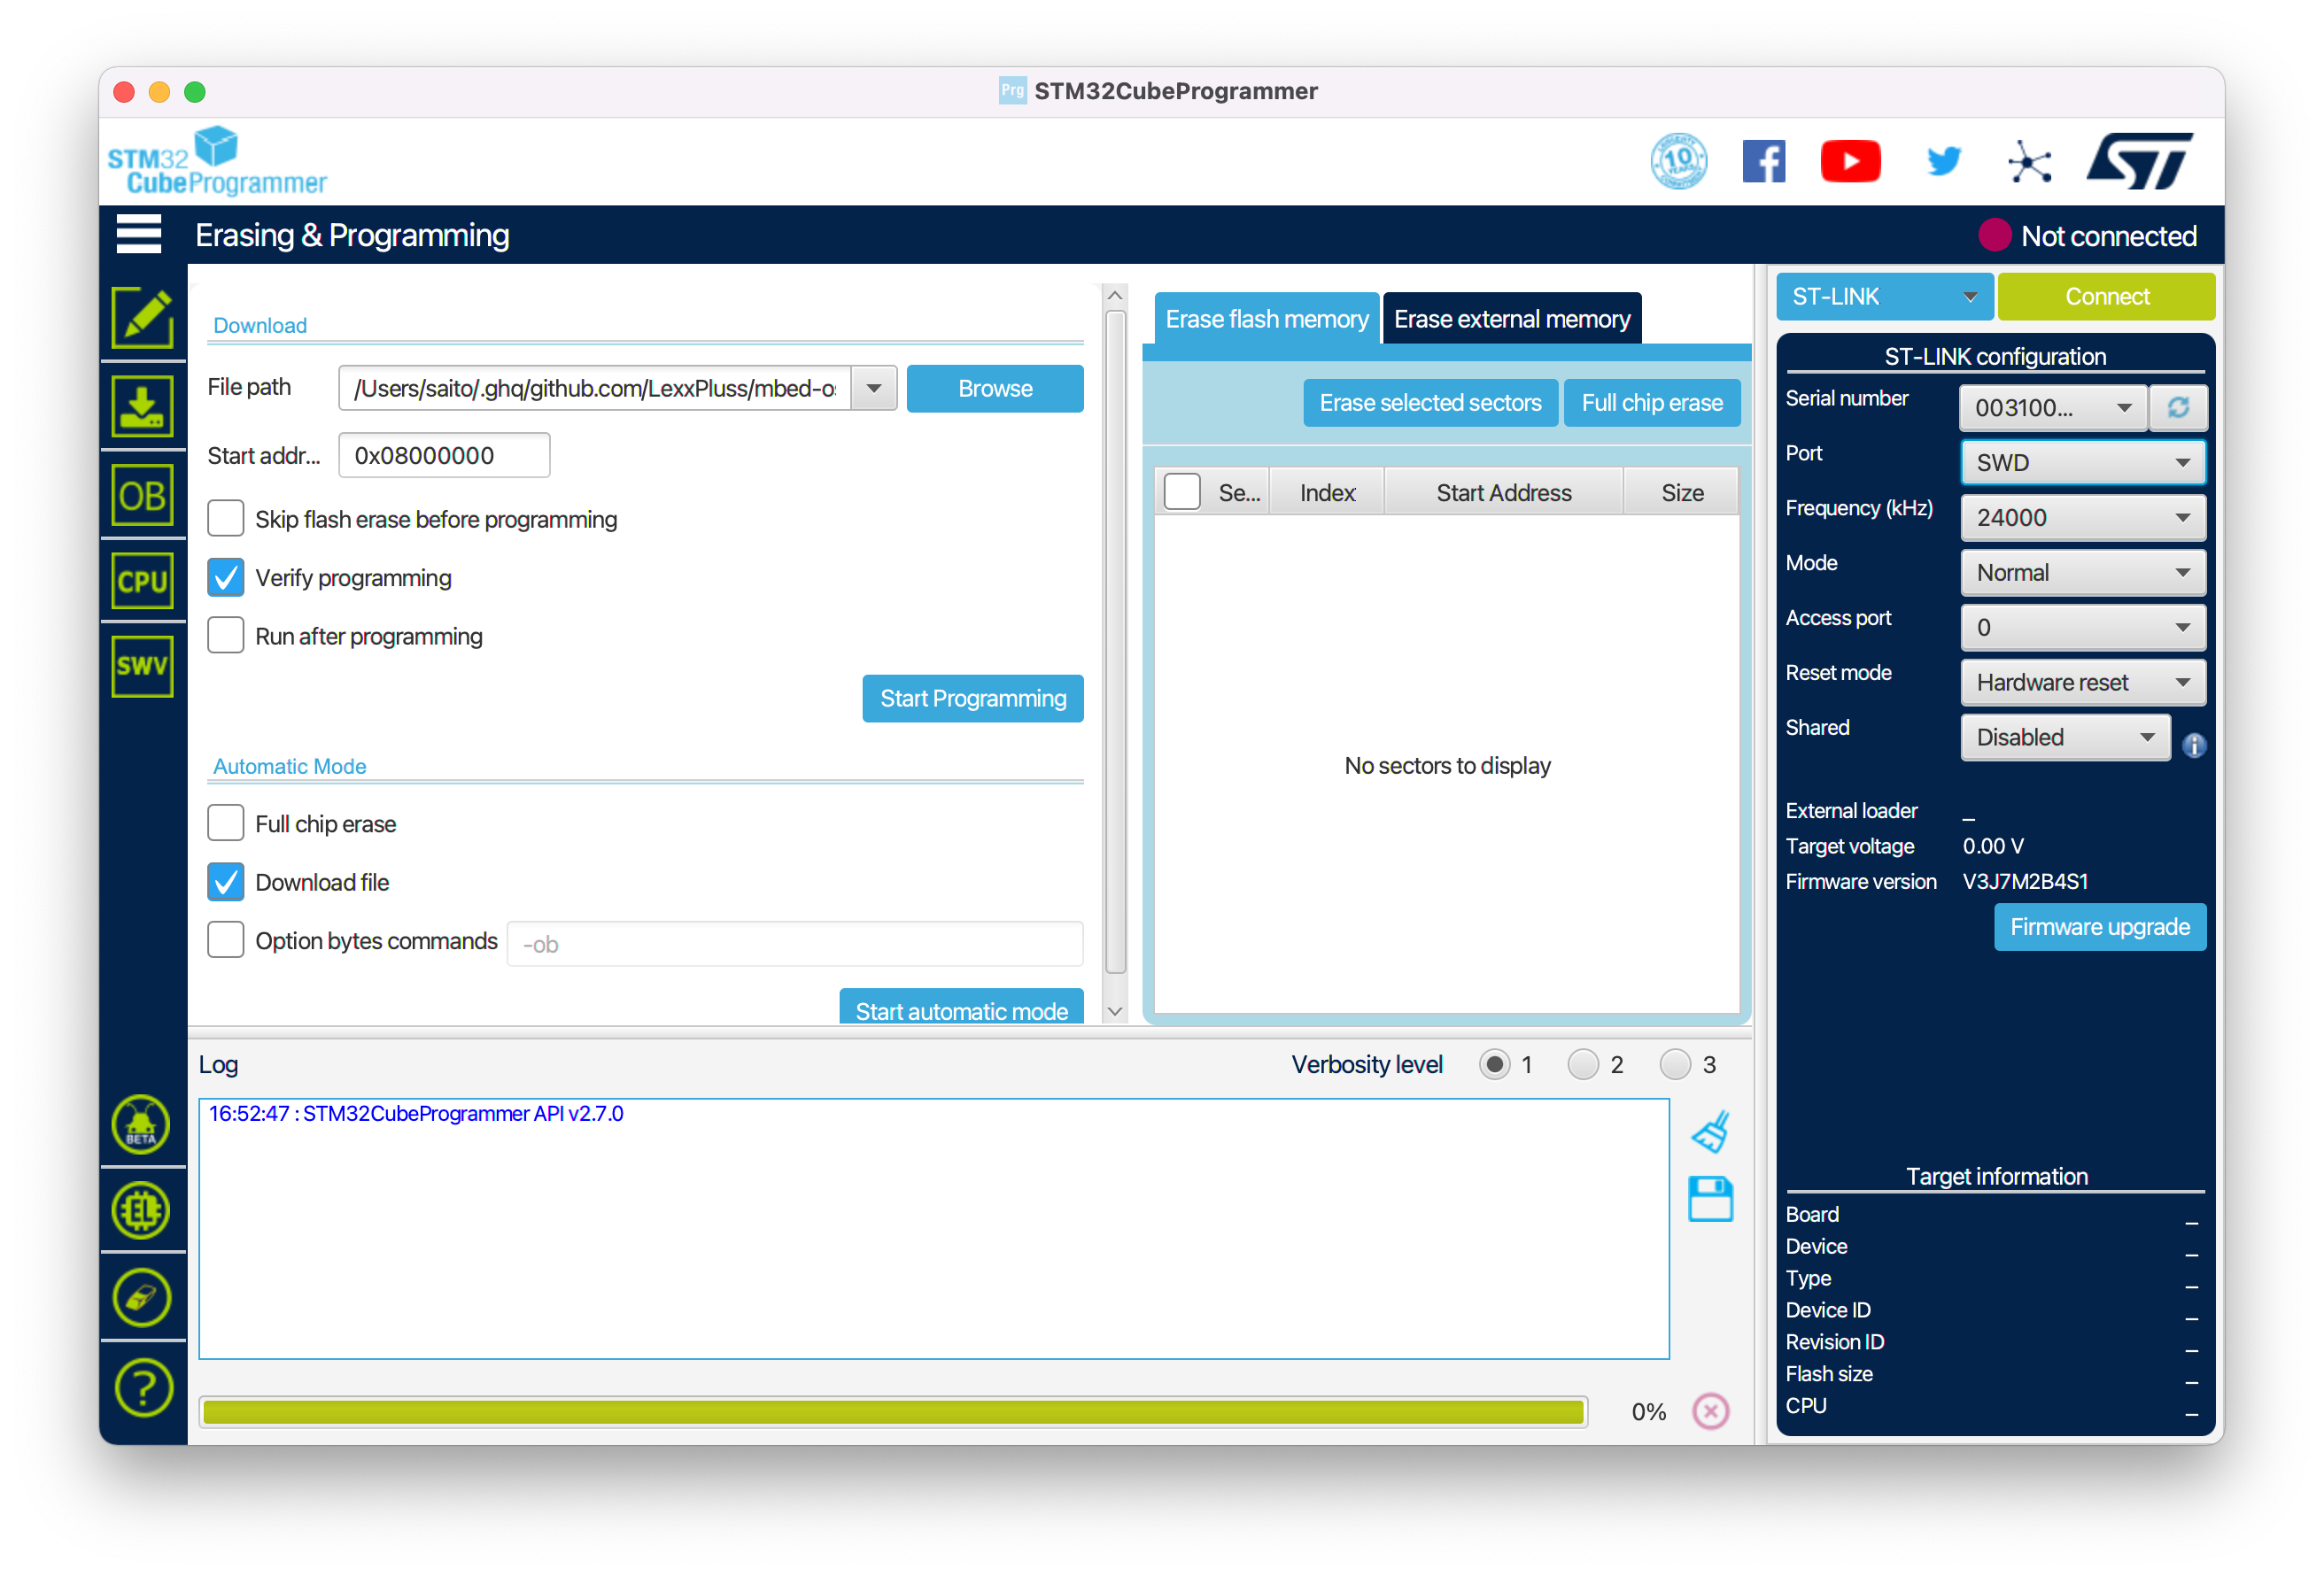 Prg STM32CubeProgrammer
STM32
CubeProgrammer
10
YEARS
Erasing & Programming
Not connected
Download
File path
/Users/saito/.ghq/github.com/LexxPluss/mbed-o
Browse
Start addr...
0x08000000
Skip flash erase before programming
Verify programming
Run after programming
Start Programming
Automatic Mode
Full chip erase
Download file
Option bytes commands
-ob
Start automatic mode
OB
CPU
SWV
BETA
EL
?
Erase flash memory
Erase external memory
Erase selected sectors
Full chip erase
Se... Index Start Address Size
No sectors to display
Log
Verbosity level 1 2 3
16:52:47 : STM32CubeProgrammer API v2.7.0
0%
ST-LINK
Connect
ST-LINK configuration
Serial number 003100...
Port SWD
Frequency (kHz) 24000
Mode Normal
Access port 0
Reset mode Hardware reset
Shared Disabled
External loader _
Target voltage 0.00 V
Firmware version V3J7M2B4S1
Firmware upgrade
Target information
Board _
Device _
Type _
Device ID _
Revision ID _
Flash size _
CPU _